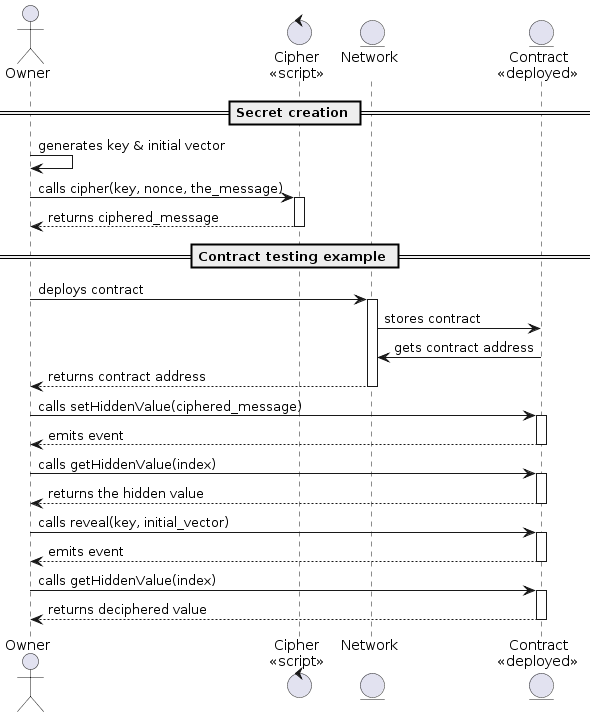 Owner
Cipher
«script»
Network
Contract
«deployed»
Secret creation
generates key & initial vector
calls cipher(key, nonce, the_message)
returns ciphered_message
Contract testing example
deploys contract
stores contract
gets contract address
returns contract address
calls setHiddenValue(ciphered_message)
emits event
calls getHiddenValue(index)
returns the hidden value
calls reveal(key, initial_vector)
emits event
calls getHiddenValue(index)
returns deciphered value
Owner
Cipher
«script»
Network
Contract
«deployed»